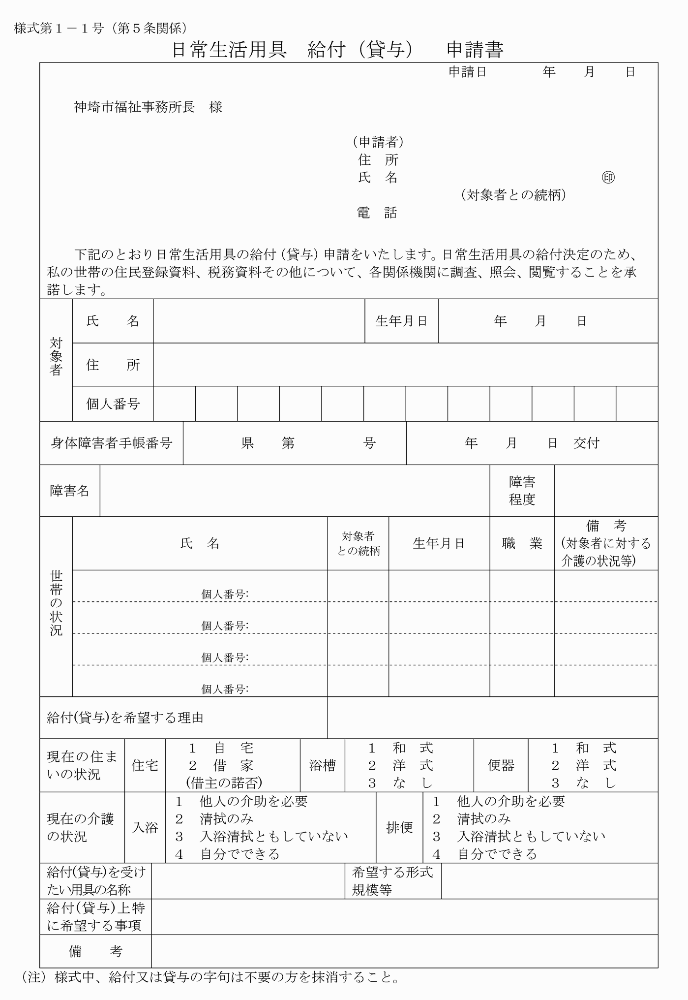 様式第１－１号（第５条関係）
日常生活用具　給付（貸与）　申請書
申請日　　　　年　　月　　日
神埼市福祉事務所長　様
（申請者）
住　所
氏　名　　　　　　　　　　　　　　　㊞
（対象者との続柄）
電　話
下記のとおり日常生活用具の給付（貸与）申請をいたします。日常生活用具の給付決定のため、
私の世帯の住民登録資料、税務資料その他について、各関係機関に調査、照会、閲覧することを承
諾します。
対象者
氏　　名　　生年月日　　年　　月　　日
住　　所
個人番号
身体障害者手帳番号　　県　　第　　　　　号　　年　　月　　日　交付
障害名　　障害
程度
世帯の状況
氏　名
対象者
との続柄
生年月日
職　業
備　考
(対象者に対する
介護の状況等)
個人番号:
個人番号:
個人番号:
個人番号:
給付(貸与)を希望する理由
現在の住ま
いの状況
住宅
１　自　宅
２　借　家
(借主の諾否)
浴槽
１　和　式
２　洋　式
３　な　し
便器
１　和　式
２　洋　式
３　な　し
現在の介護
の状況
入浴
１　他人の介助を必要
２　清拭のみ
３　入浴清拭ともしていない
４　自分でできる
排便
１　他人の介助を必要
２　清拭のみ
３　入浴清拭ともしていない
４　自分でできる
給付(貸与)を受け
たい用具の名称
希望する形式
規模等
給付(貸与)上特
に希望する事項
備　　考
（注）様式中、給付又は貸与の字句は不要の方を抹消すること。